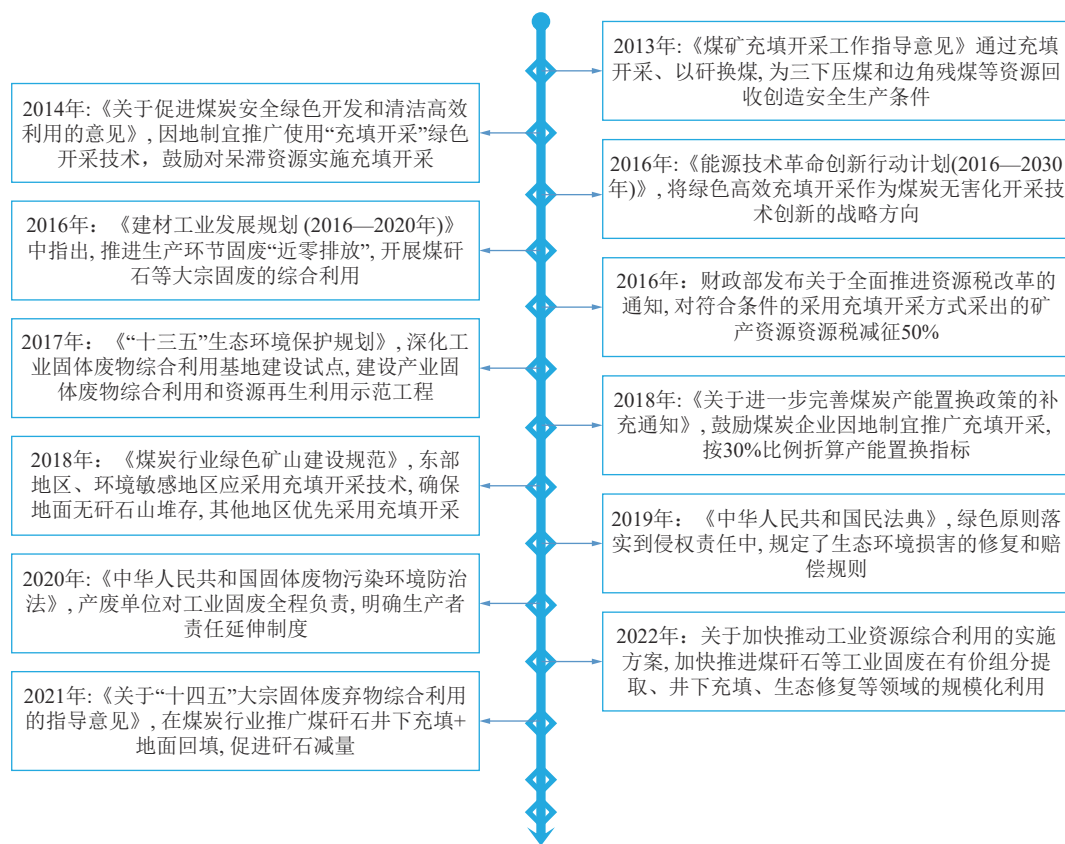 2013年:《煤矿充填开采工作指导意见》通过充填
开采、以矸换煤, 为三下压煤和边角残煤等资源回
收创造安全生产条件
2014年:《关于促进煤炭安全绿色开发和清洁高效
利用的意见》, 因地制宜推广使用“充填开采”绿色
开采技术，鼓励对呆滞资源实施充填开采
2016年:《能源技术革命创新行动计划(2016—2030
年)》, 将绿色高效充填开采作为煤炭无害化开采技
术创新的战略方向
2016年：《建材工业发展规划 (2016—2020年)》
中指出, 推进生产环节固废“近零排放”, 开展煤矸
石等大宗固废的综合利用
2016年：财政部发布关于全面推进资源税改革的
通知, 对符合条件的采用充填开采方式采出的矿
产资源资源税减征50%
2017年：《“十三五”生态环境保护规划》, 深化工
业固体废物综合利用基地建设试点, 建设产业固
体废物综合利用和资源再生利用示范工程
2018年:《关于进一步完善煤炭产能置换政策的补
充通知》, 鼓励煤炭企业因地制宜推广充填开采,
按30%比例折算产能置换指标
2018年：《煤炭行业绿色矿山建设规范》, 东部
地区、环境敏感地区应采用充填开采技术, 确保
地面无矸石山堆存, 其他地区优先采用充填开采
2019年：《中华人民共和国民法典》, 绿色原则落
实到侵权责任中, 规定了生态环境损害的修复和赔
偿规则
2020年:《中华人民共和国固体废物污染环境防治
法》, 产废单位对工业固废全程负责, 明确生产者
责任延伸制度
2022年：关于加快推动工业资源综合利用的实施
方案, 加快推进煤矸石等工业固废在有价组分提
取、井下充填、生态修复等领域的规模化利用
2021年:《关于“十四五”大宗固体废弃物综合利用
的指导意见》, 在煤炭行业推广煤矸石井下充填+
地面回填, 促进矸石减量